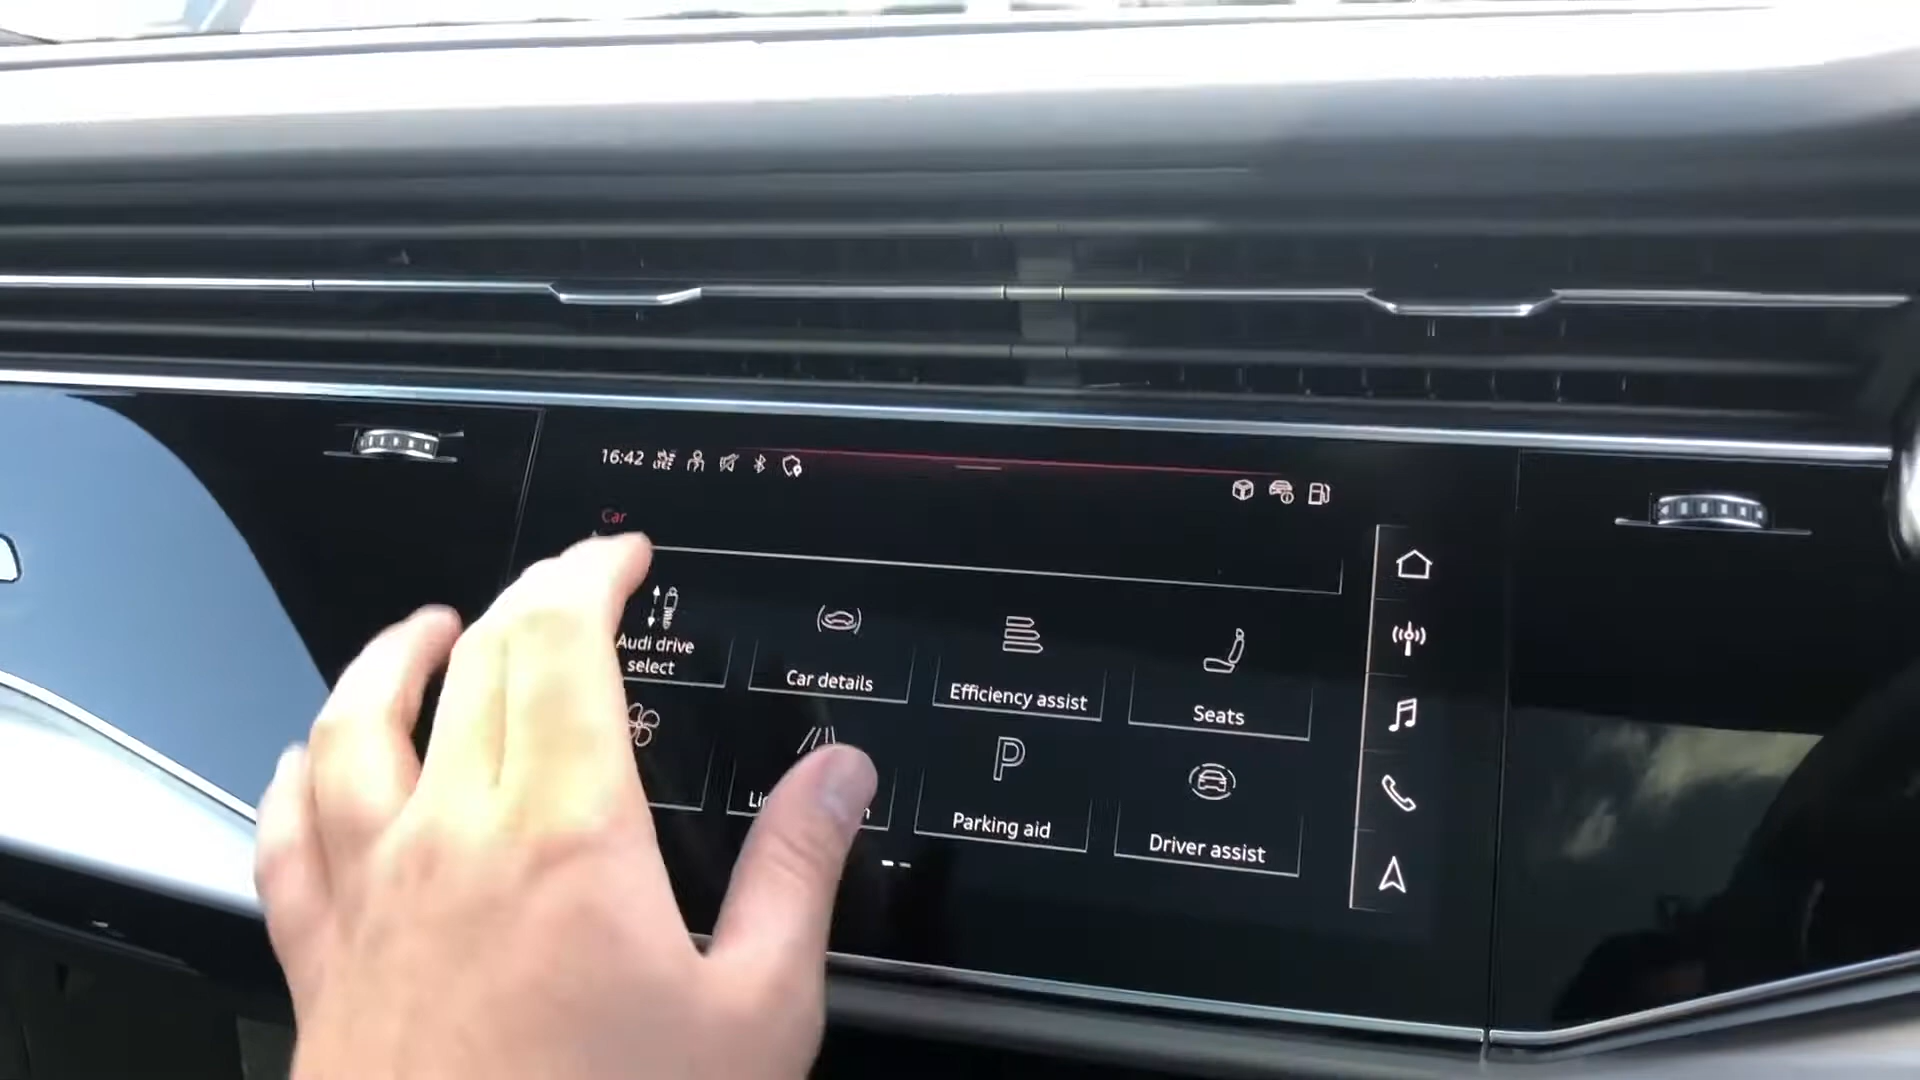 16:42
Car
Audi drive
select
Car details
Efficiency assist
Seats
Parking aid
Driver assist